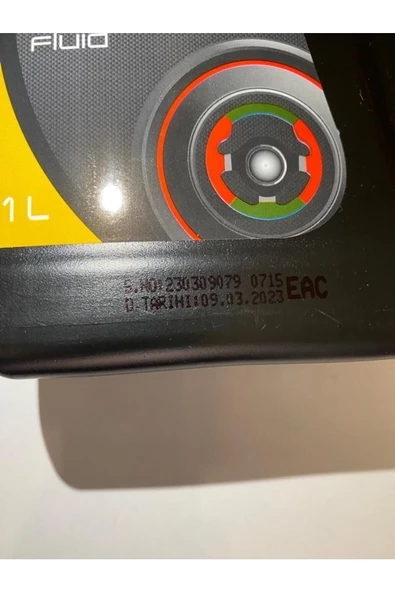 Fluid
1 L
S.NO:230309079 0715 EAC
D.TARIHI:09.03.2023